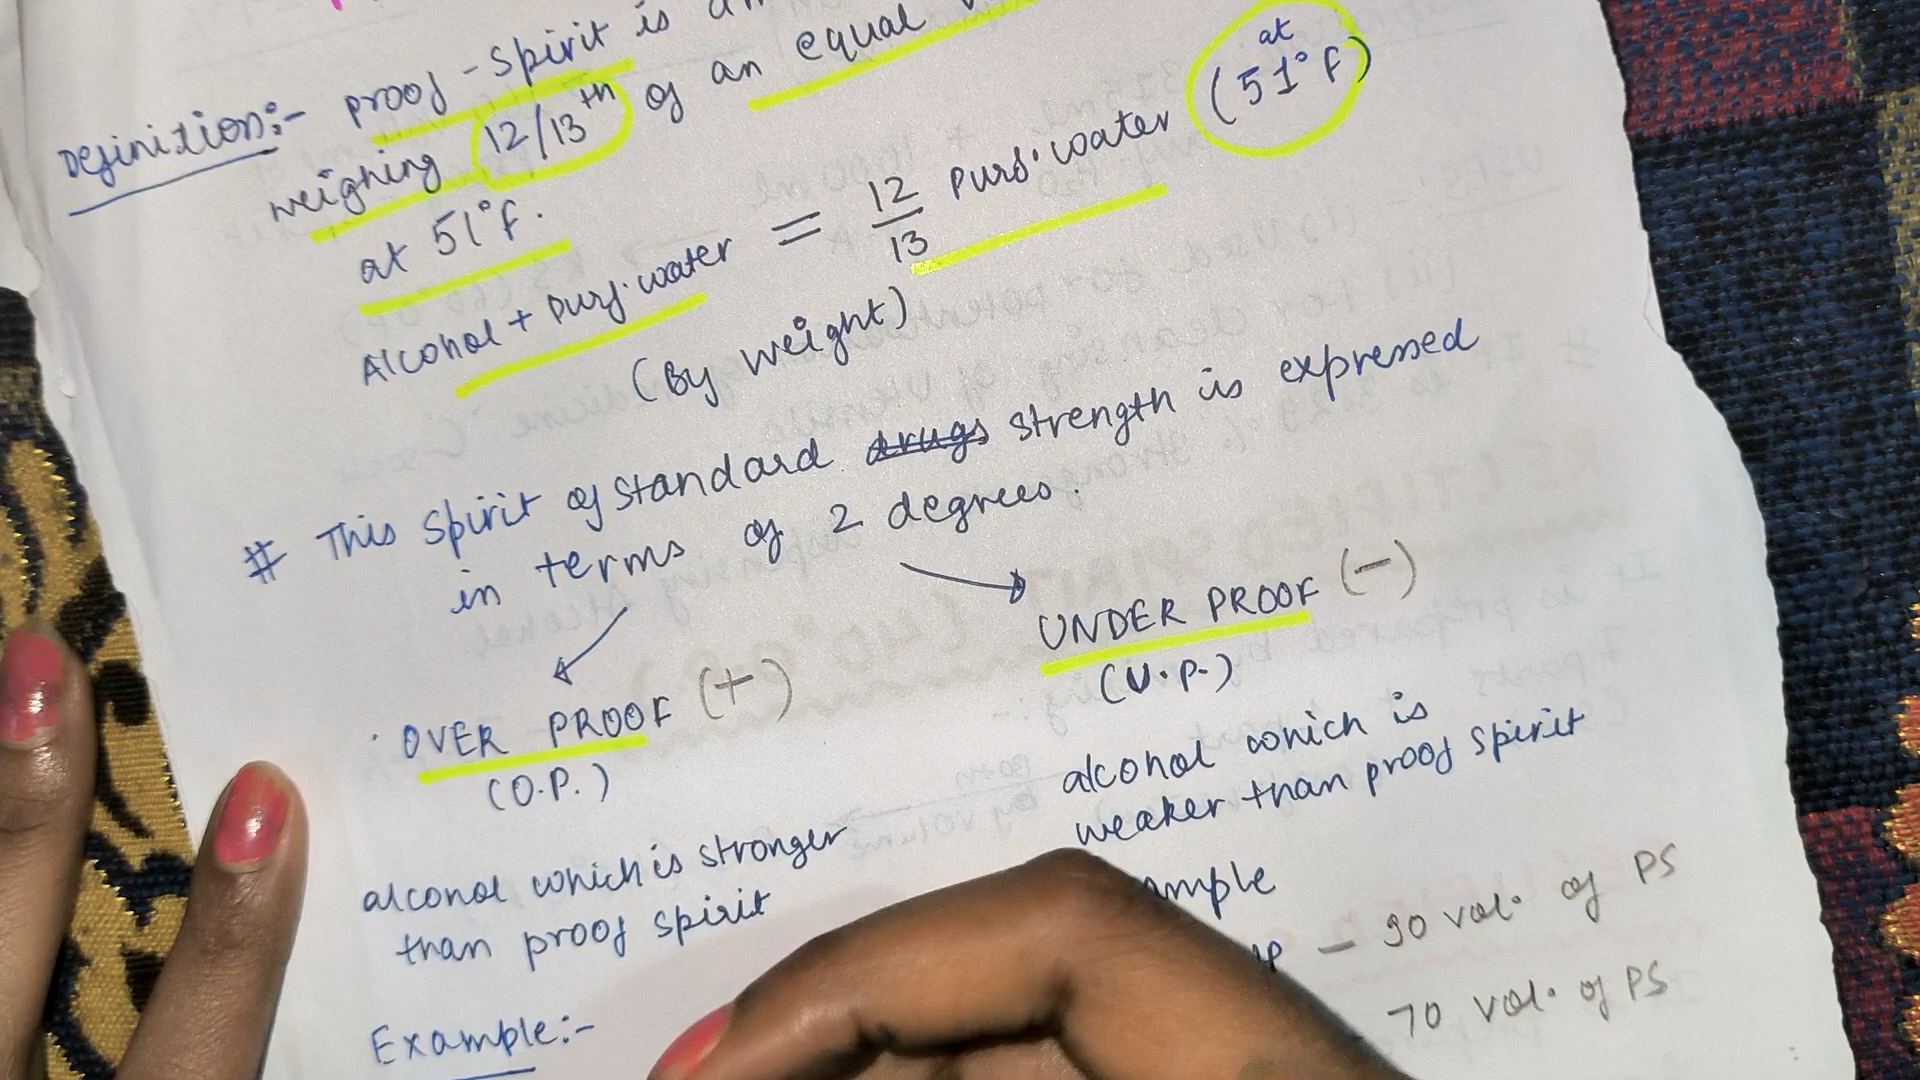 Definition:- proof-spirit is
weighing 12/13th of an equal
at 51°F.
Alcohol + purf. water = 12/13 purf. water (at 51°F)
(By weight)
# This spirit of standard drugs strength is expressed
in terms of 2 degrees.
OVER PROOF (+)
(O.P.)
alcohol which is stronger
than proof spirit
Example:-
UNDER PROOF (-)
(U.P.)
alcohol which is
weaker than proof spirit
ample
UP - 90 vol. of PS
70 vol. of PS